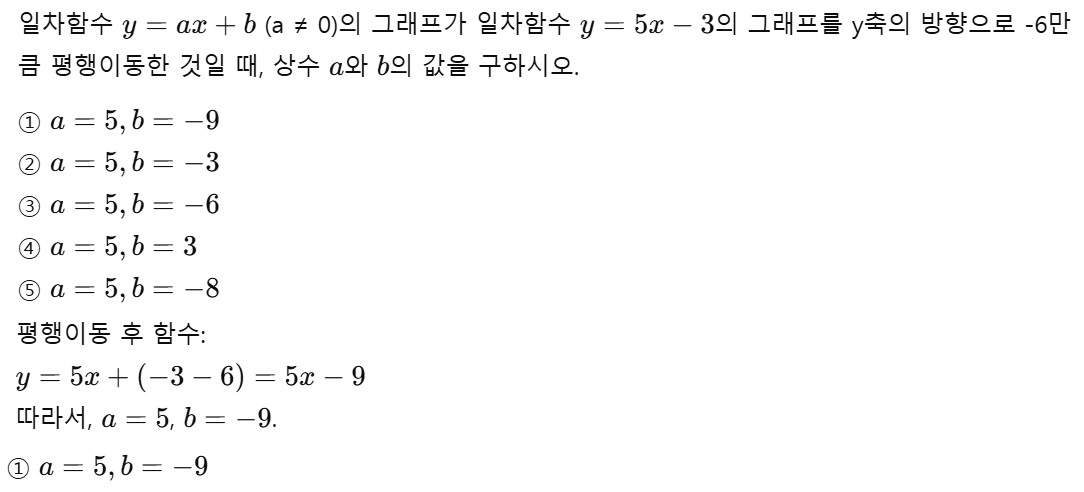 일차함수 y = ax + b (a ≠ 0)의 그래프가 일차함수 y = 5x − 3의 그래프를 y축의 방향으로 -6만
큼 평행이동한 것일 때, 상수 a와 b의 값을 구하시오.
① a = 5, b = −9
② a = 5, b = −3
③ a = 5, b = −6
④ a = 5, b = 3
⑤ a = 5, b = −8
평행이동 후 함수:
y = 5x + (−3 − 6) = 5x − 9
따라서, a = 5, b = −9.
① a = 5, b = −9